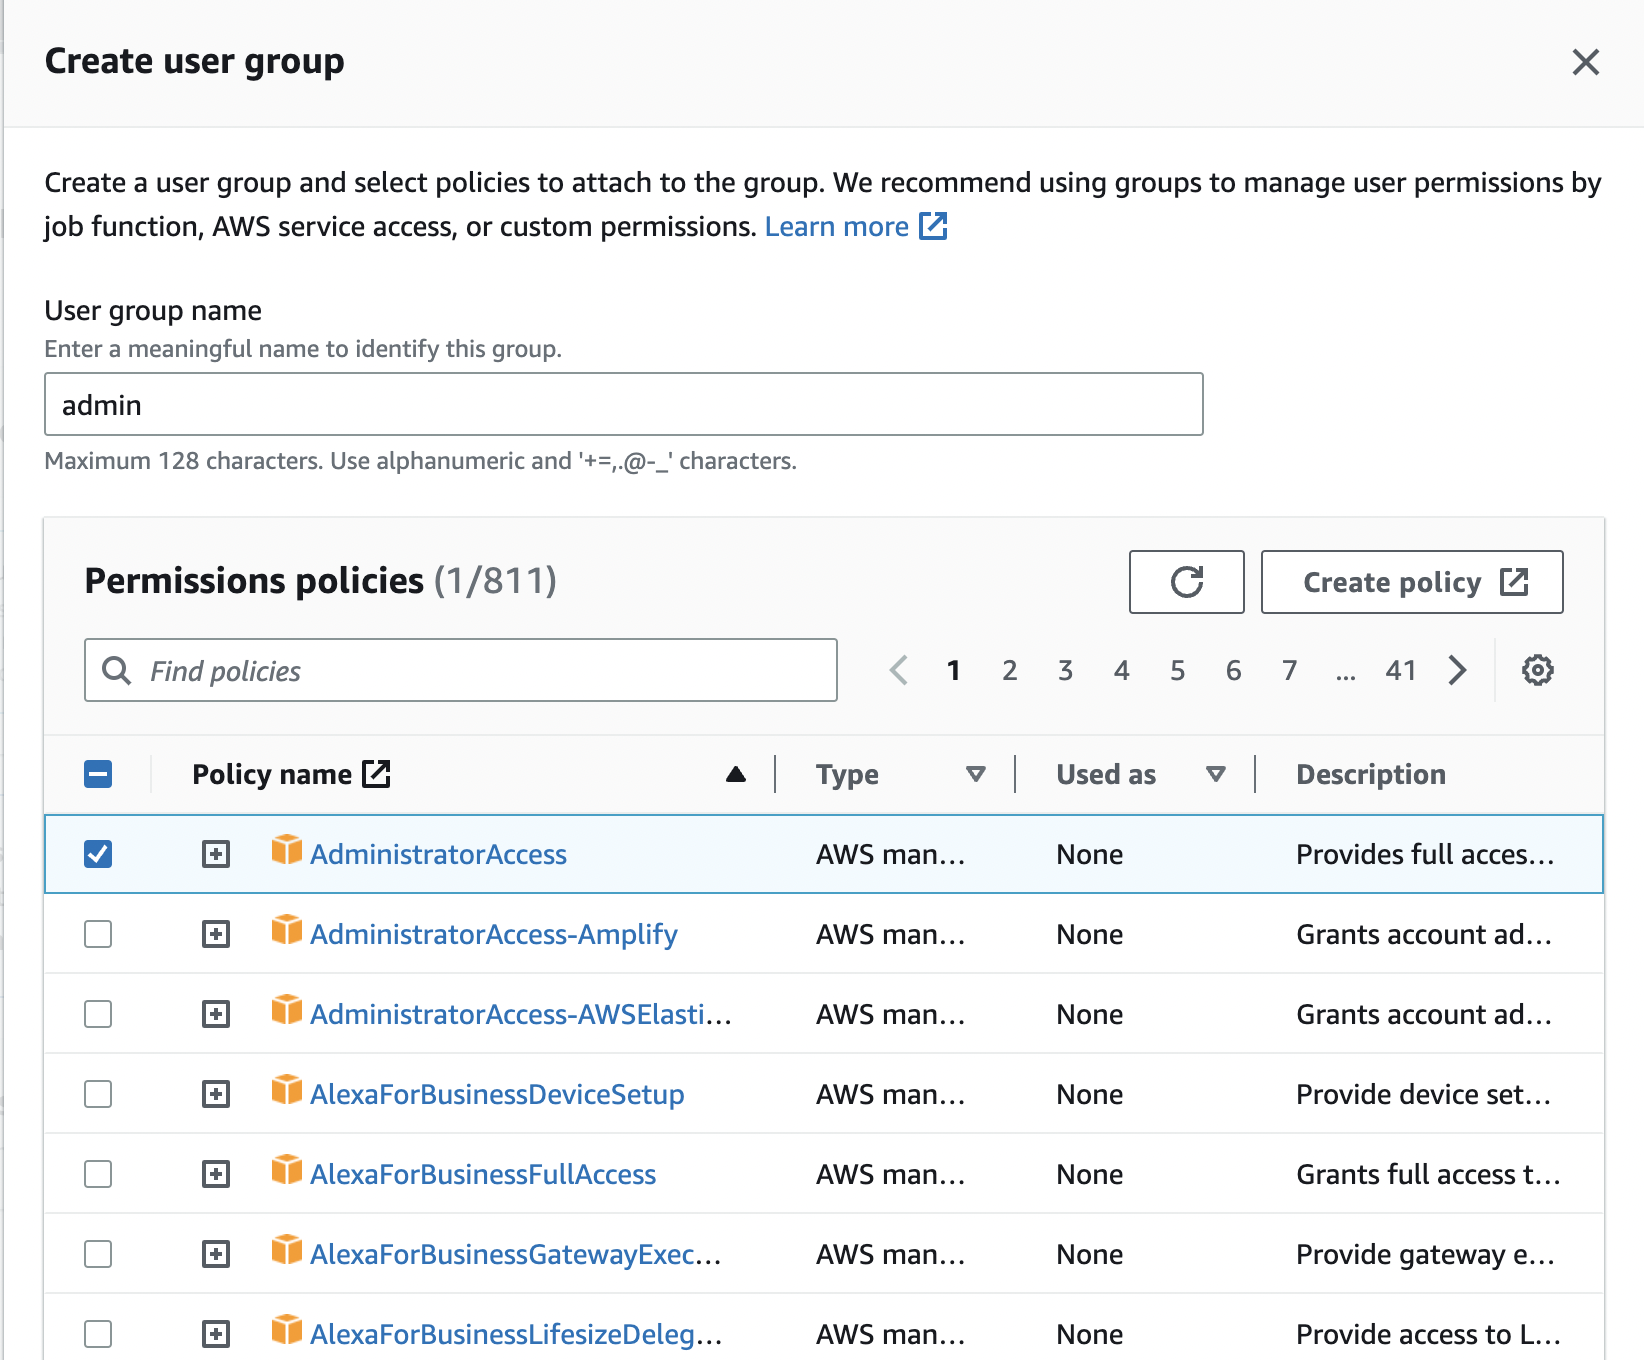 Create user group
Create a user group and select policies to attach to the group. We recommend using groups to manage user permissions by
job function, AWS service access, or custom permissions. Learn more
User group name
Enter a meaningful name to identify this group.
admin
Maximum 128 characters. Use alphanumeric and '+=,.@-_' characters.
Permissions policies (1/811)
Create policy
Find policies
1 2 3 4 5 6 7 ... 41
Policy name Type Used as Description
AdministratorAccess AWS man... None Provides full acces...
AdministratorAccess-Amplify AWS man... None Grants account ad...
AdministratorAccess-AWSElasti... AWS man... None Grants account ad...
AlexaForBusinessDeviceSetup AWS man... None Provide device set...
AlexaForBusinessFullAccess AWS man... None Grants full access t...
AlexaForBusinessGatewayExec... AWS man... None Provide gateway e...
AlexaForBusinessLifesizeDeleg... AWS man... None Provide access to L...